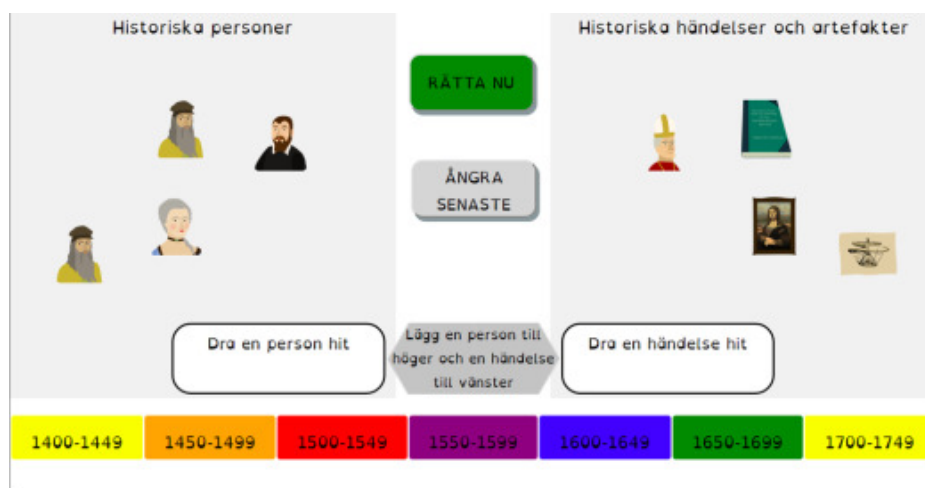 Historiska personer
Historiska händelser och artefakter
RÄTTA NU
ÅNGRA
SENASTE
Dra en person hit
Lägg en person till
höger och en händelse
till vänster
Dra en händelse hit
1400-1449
1450-1499
1500-1549
1550-1599
1600-1649
1650-1699
1700-1749